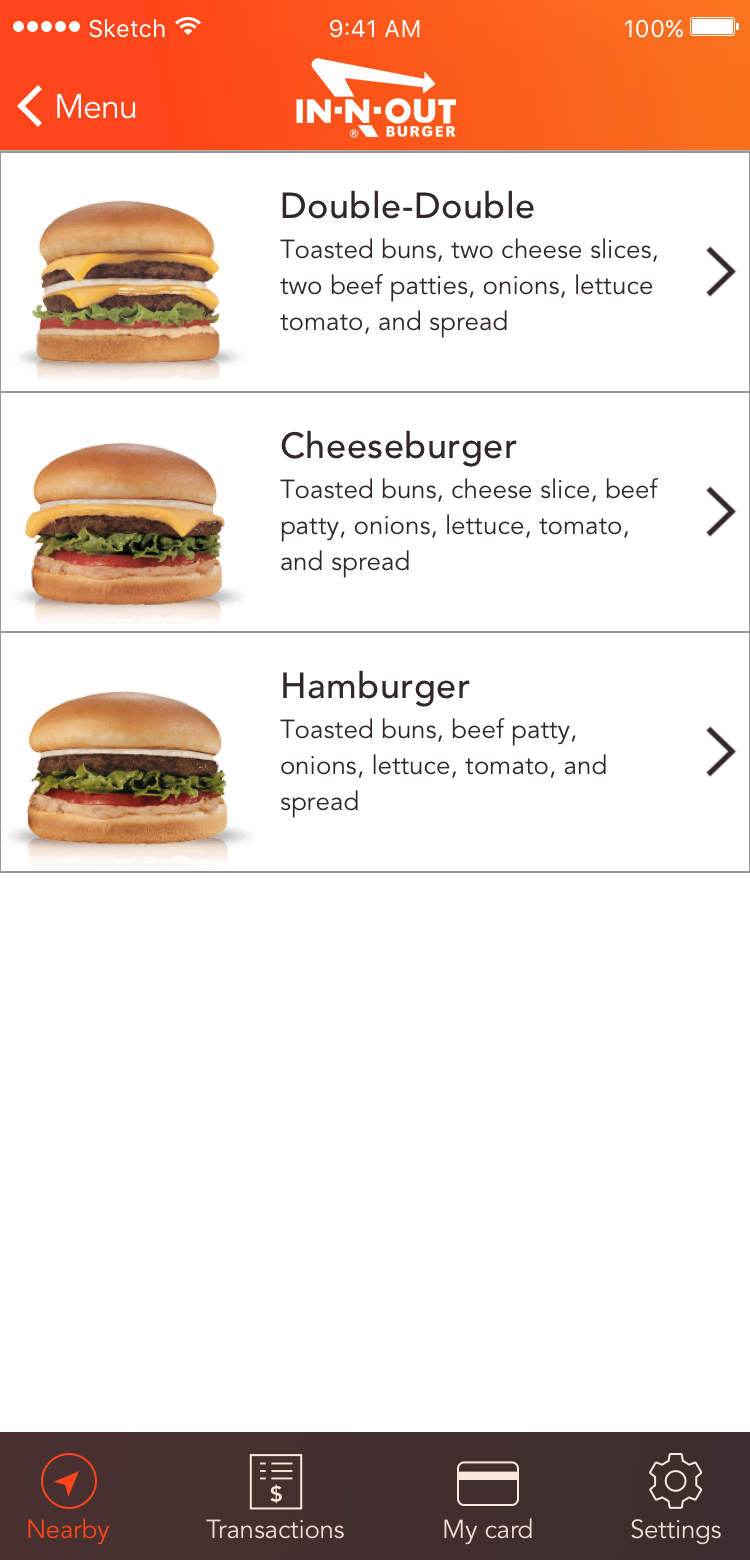 Sketch 9:41 AM 100%
Menu
IN-N-OUT
® BURGER
Double-Double
Toasted buns, two cheese slices,
two beef patties, onions, lettuce
tomato, and spread
Cheeseburger
Toasted buns, cheese slice, beef
patty, onions, lettuce, tomato,
and spread
Hamburger
Toasted buns, beef patty,
onions, lettuce, tomato, and
spread
$
Nearby Transactions My card Settings